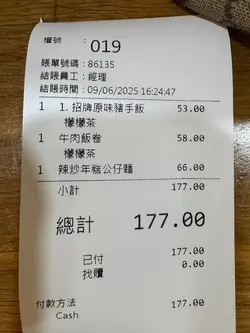 檯號： 019
賬單號碼：86135
結賬員工：經理
結賬時間：09/06/2025 16:24:47
1 1. 招牌原味豬手飯 53.00
檬檬茶
1 牛肉飯卷 58.00
檬檬茶
1 辣炒年糕公仔麵 66.00
小計 177.00
總計 177.00
已付 177.00
找贖 0.00
付款方法 177.00
Cash